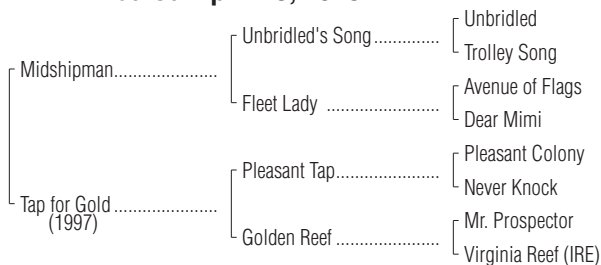 Unbridled
Unbridled's Song
Trolley Song
Midshipman
Avenue of Flags
Fleet Lady
Dear Mimi
Pleasant Colony
Pleasant Tap
Never Knock
Tap for Gold
(1997)
Mr. Prospector
Golden Reef
Virginia Reef (IRE)